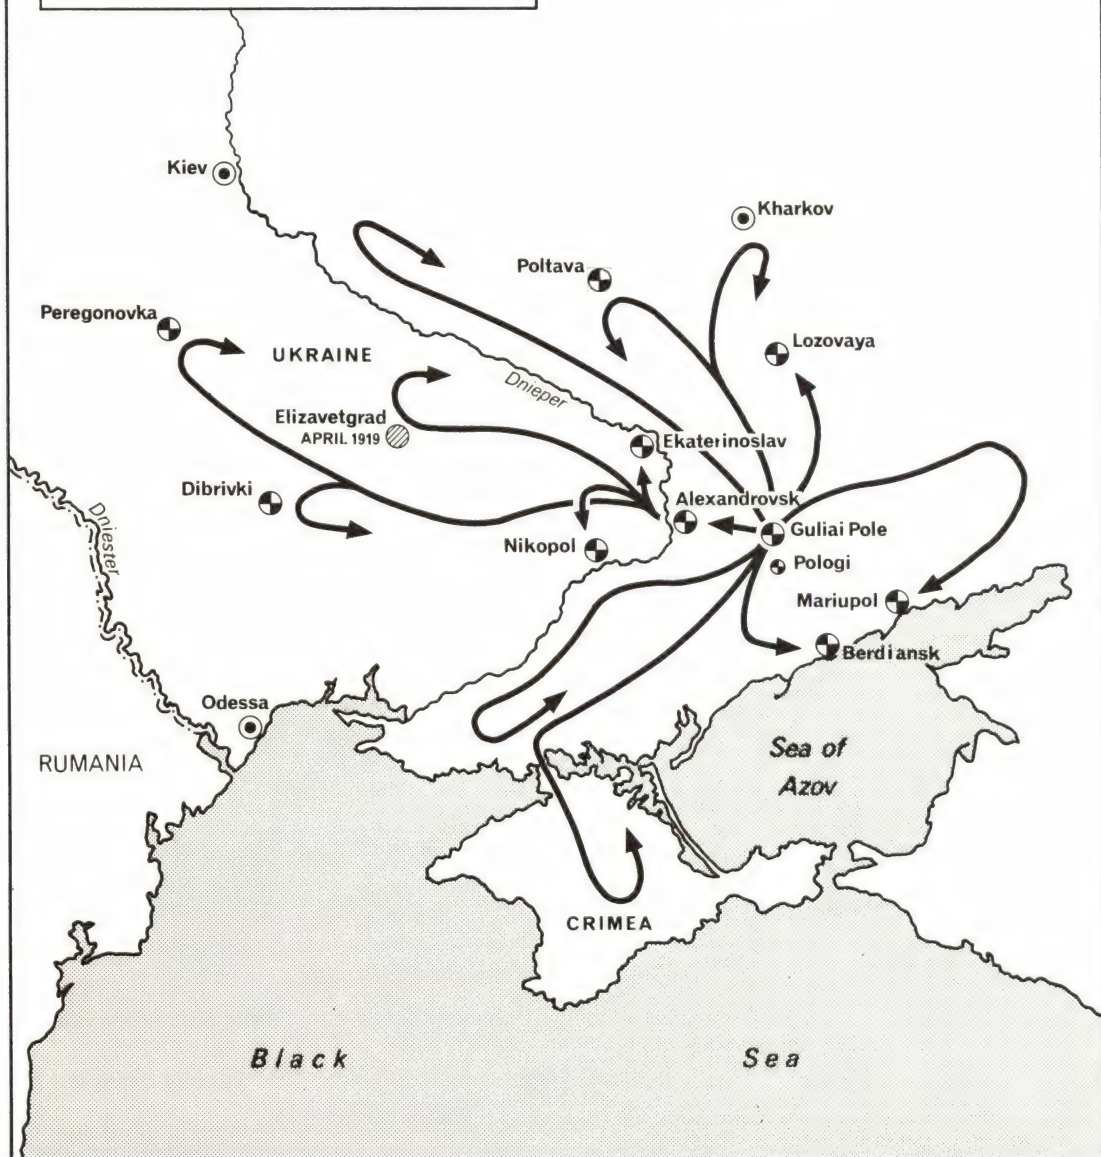 Kiev
Kharkov
Poltava
Peregonovka
Lozovaya
UKRAINE
Dnieper
Elizavetgrad
APRIL 1919
Ekaterinoslav
Dibrivki
Alexandrovsk
Dniester
Guliai Pole
Nikopol
Pologi
Mariupol
Berdiansk
Odessa
RUMANIA
Sea of
Azov
CRIMEA
Black Sea